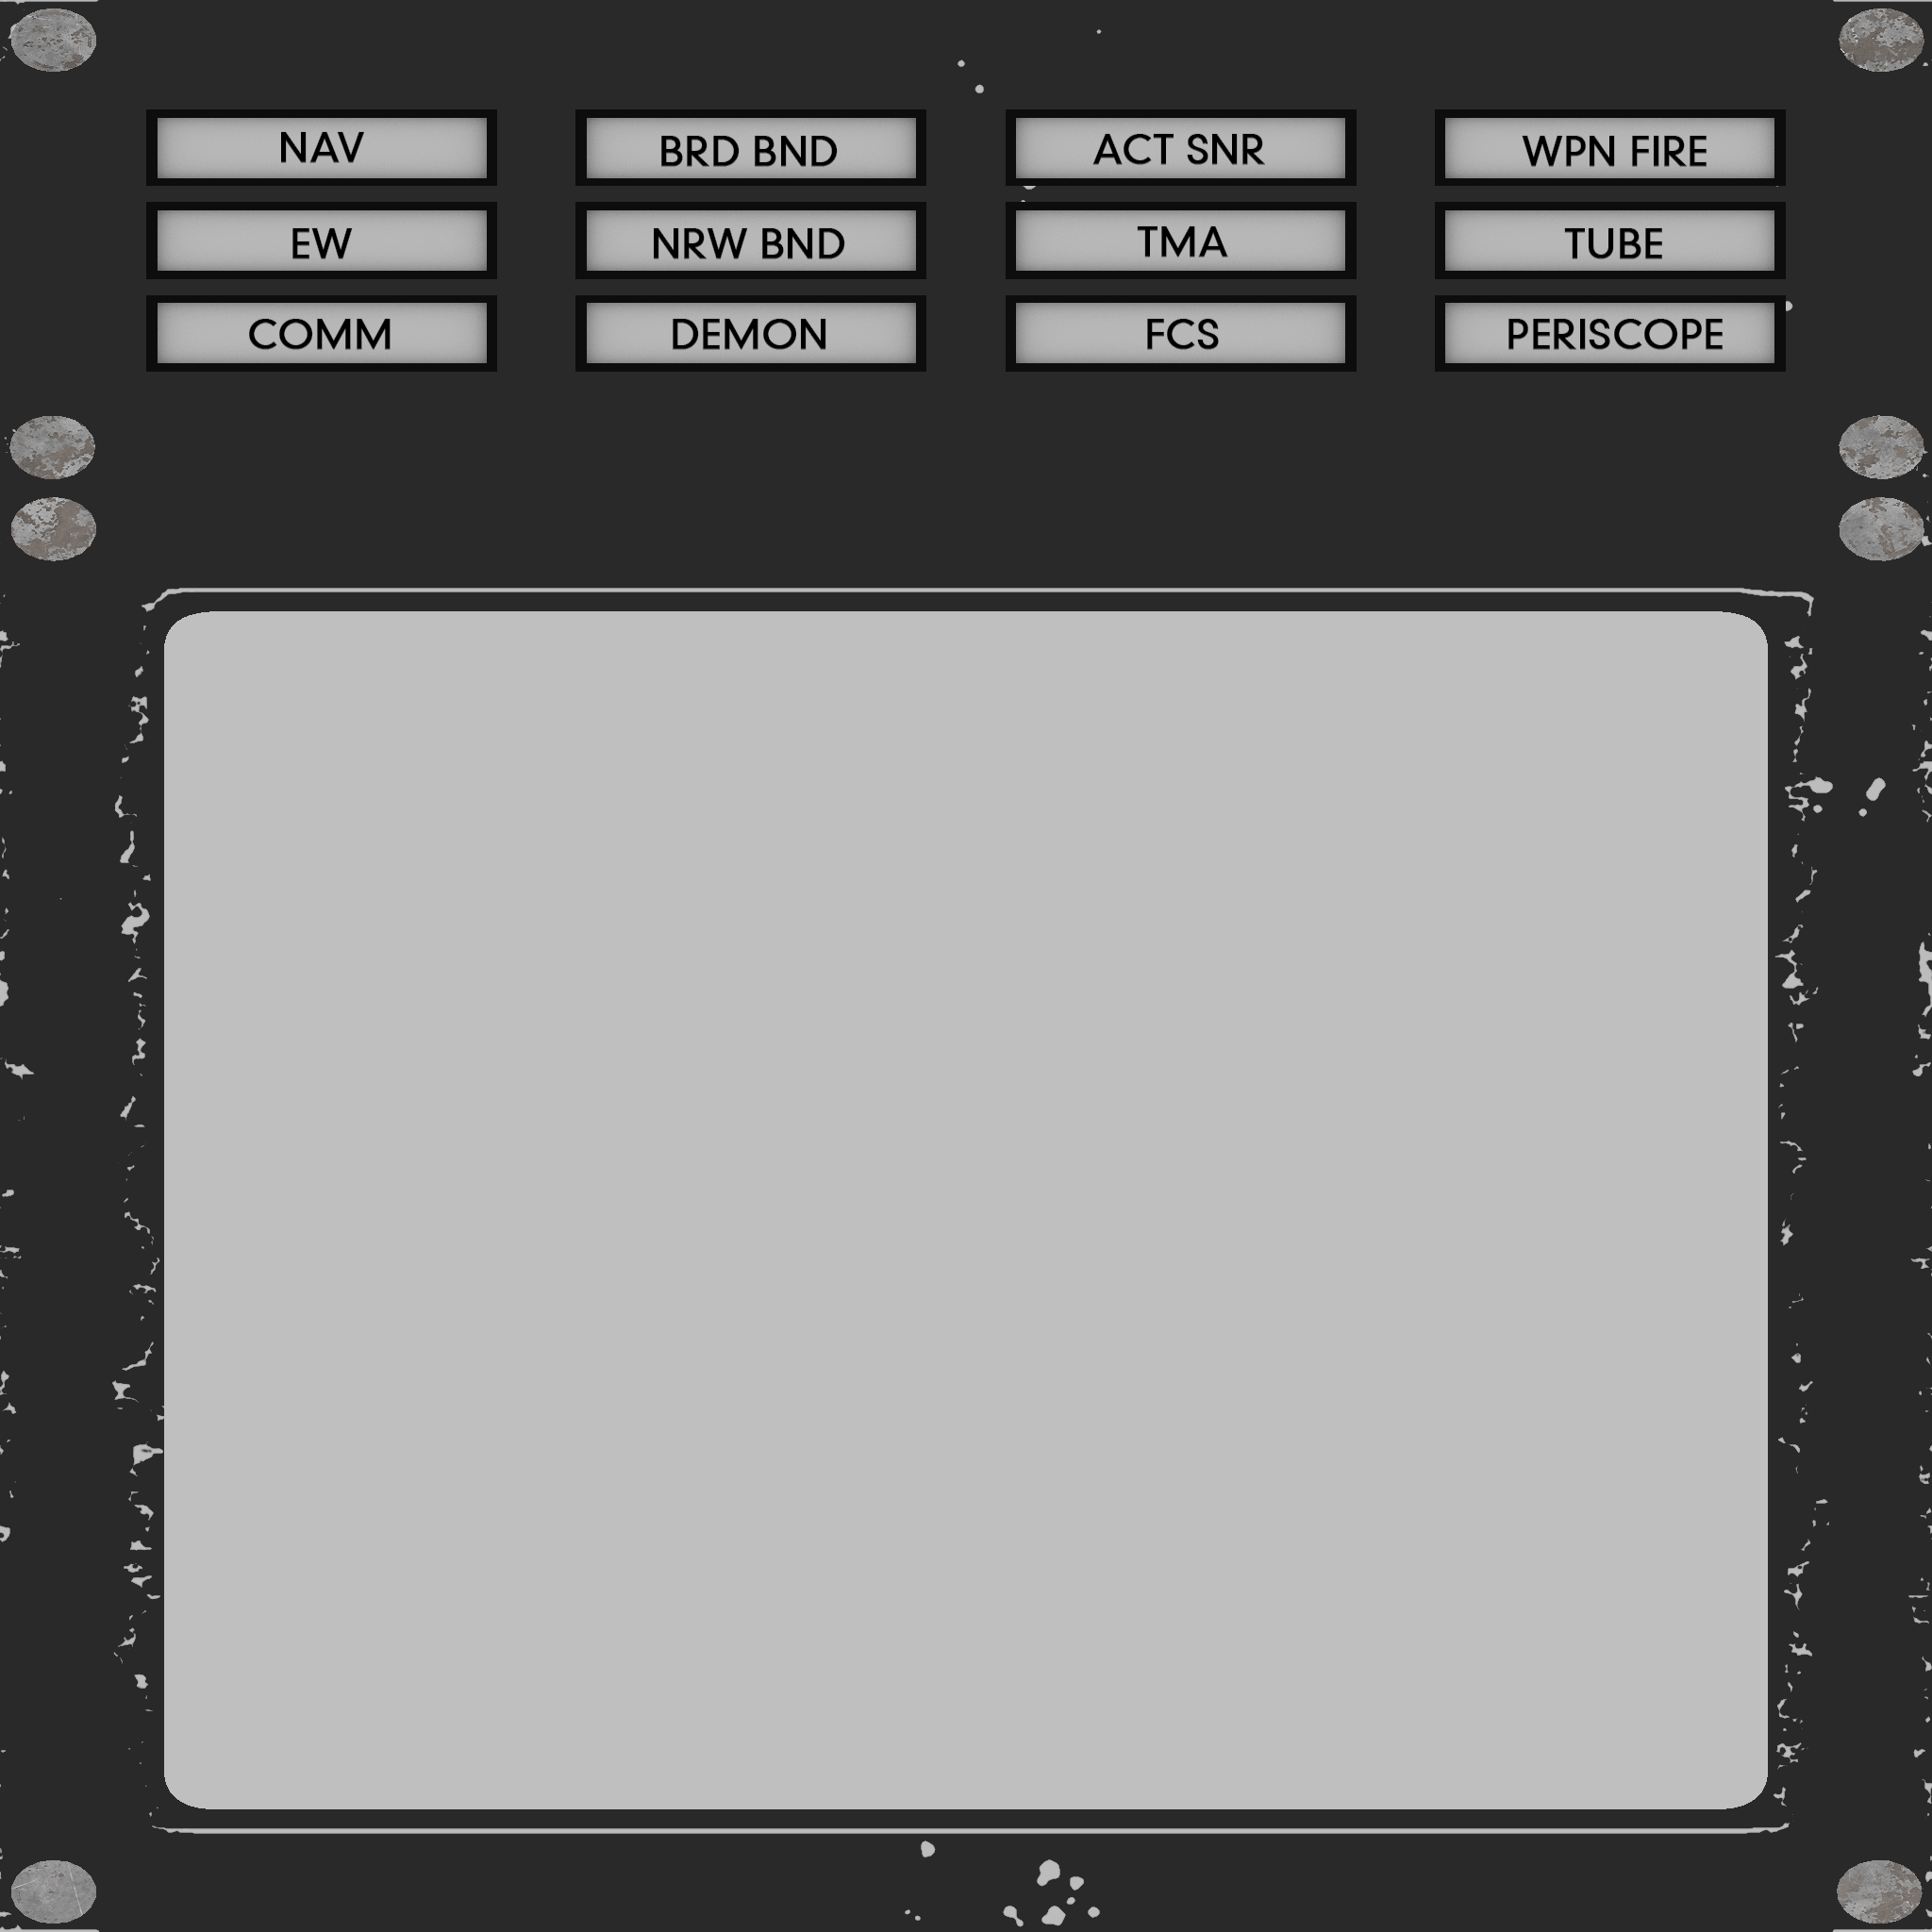 NAV BRD BND ACT SNR WPN FIRE
EW NRW BND TMA TUBE
COMM DEMON FCS PERISCOPE